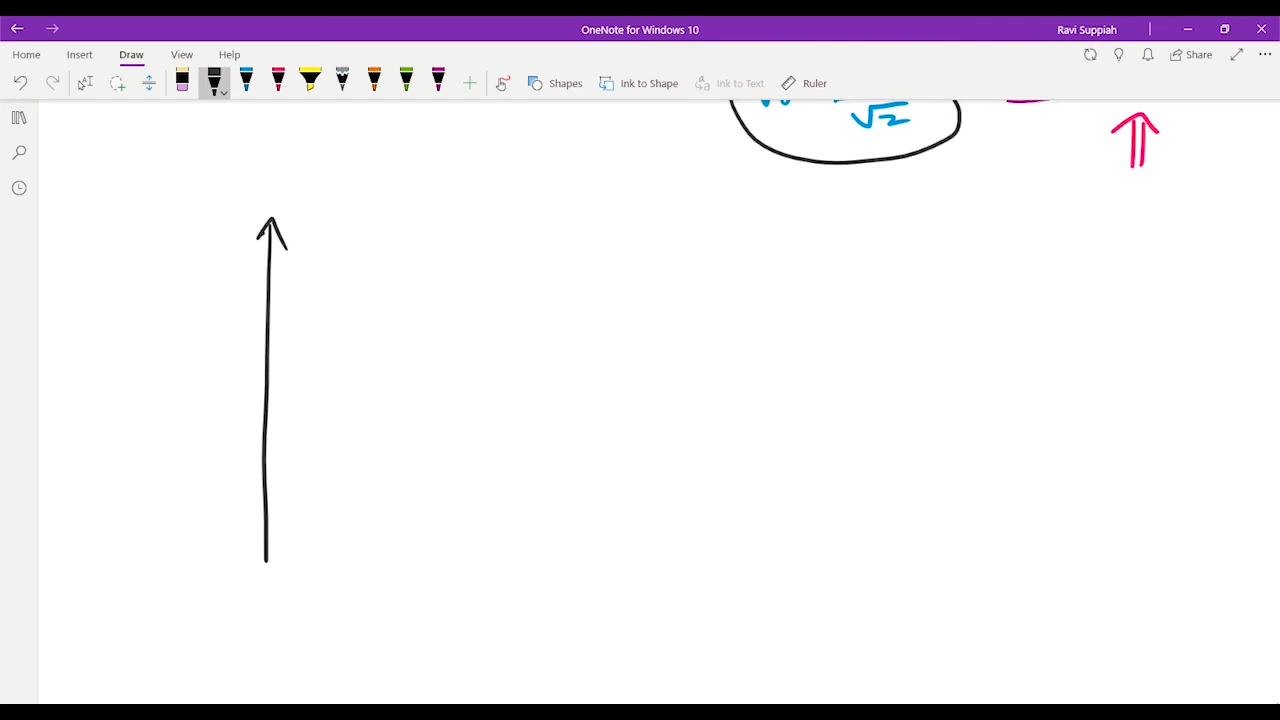 OneNote for Windows 10
Ravi Suppiah
Home Insert Draw View Help
Share
Shapes Ink to Shape Ink to Text Ruler
√2